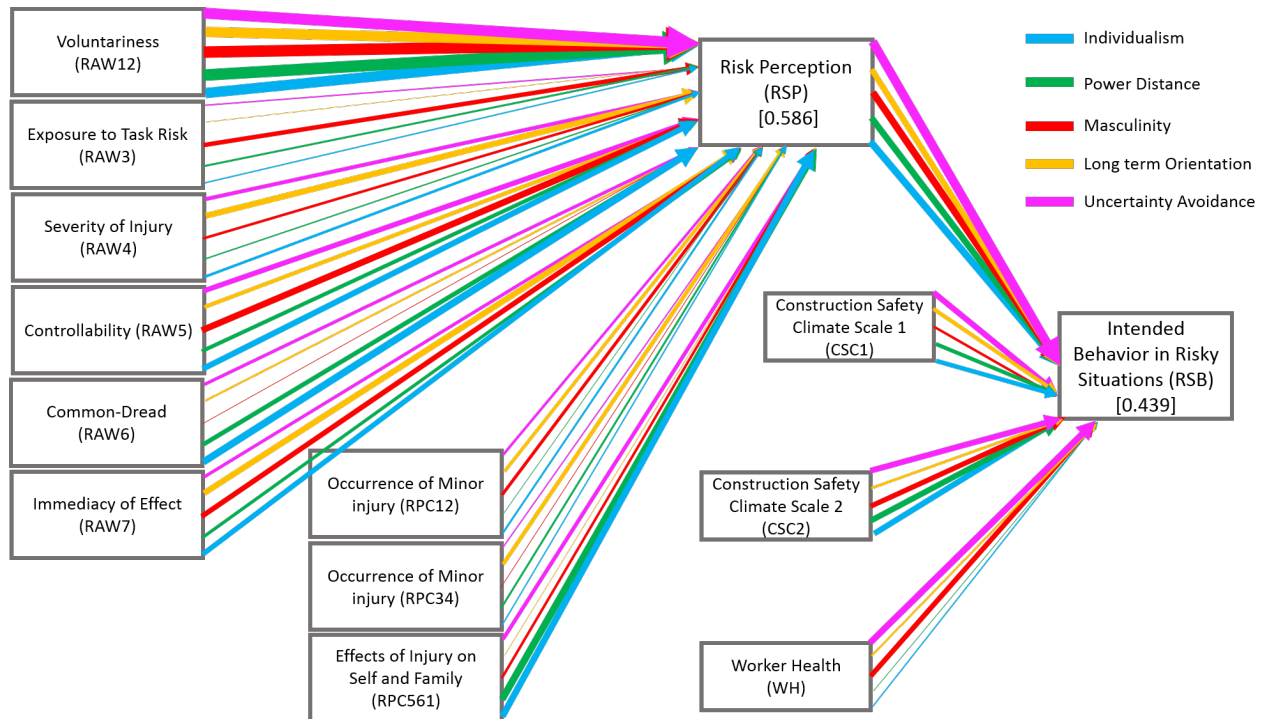 Voluntariness
(RAW12)
Exposure to Task Risk
(RAW3)
Severity of Injury
(RAW4)
Controllability (RAW5)
Common-Dread
(RAW6)
Immediacy of Effect
(RAW7)
Occurrence of Minor
injury (RPC12)
Occurrence of Minor
injury (RPC34)
Effects of Injury on
Self and Family
(RPC561)
Risk Perception
(RSP)
[0.586]
Construction Safety
Climate Scale 1
(CSC1)
Construction Safety
Climate Scale 2
(CSC2)
Worker Health
(WH)
Intended
Behavior in Risky
Situations (RSB)
[0.439]
Individualism
Power Distance
Masculinity
Long term Orientation
Uncertainty Avoidance